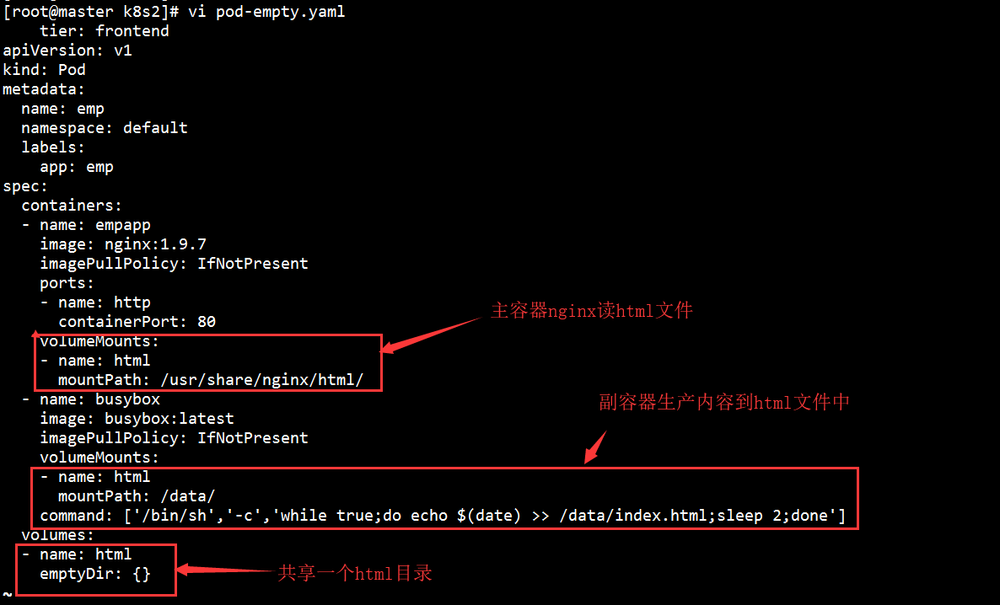 [root@master k8s2]# vi pod-empty.yaml
    tier: frontend
apiVersion: v1
kind: Pod
metadata:
  name: emp
  namespace: default
  labels:
    app: emp
spec:
  containers:
  - name: empapp
    image: nginx:1.9.7
    imagePullPolicy: IfNotPresent
    ports:
    - name: http
      containerPort: 80
主容器nginx读html文件
    volumeMounts:
    - name: html
      mountPath: /usr/share/nginx/html/
  - name: busybox
副容器生产内容到html文件中
    image: busybox:latest
    imagePullPolicy: IfNotPresent
    volumeMounts:
    - name: html
      mountPath: /data/
    command: ['/bin/sh','-c','while true;do echo $(date) >> /data/index.html;sleep 2;done']
  volumes:
  - name: html
    emptyDir: {}
共享一个html目录
~